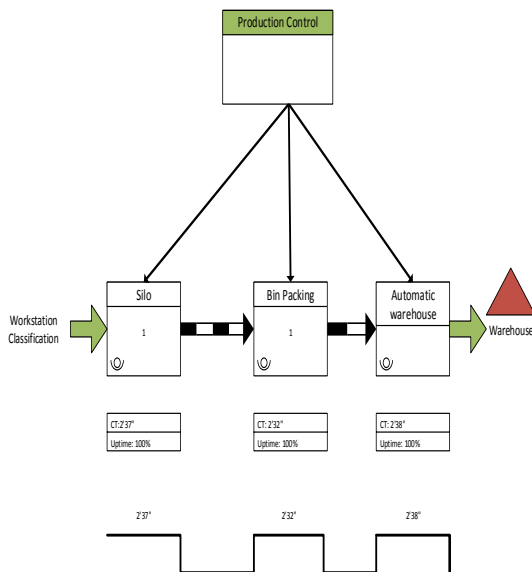 Production Control
Silo
Bin Packing
Automatic
warehouse
Workstation
Classification
1
1
Warehouse
CT:2'37"
CT: 2'32"
CT: 2'38"
Uptime: 100%
Uptime: 100%
Uptime: 100%
2'37"
2'32"
2'38"